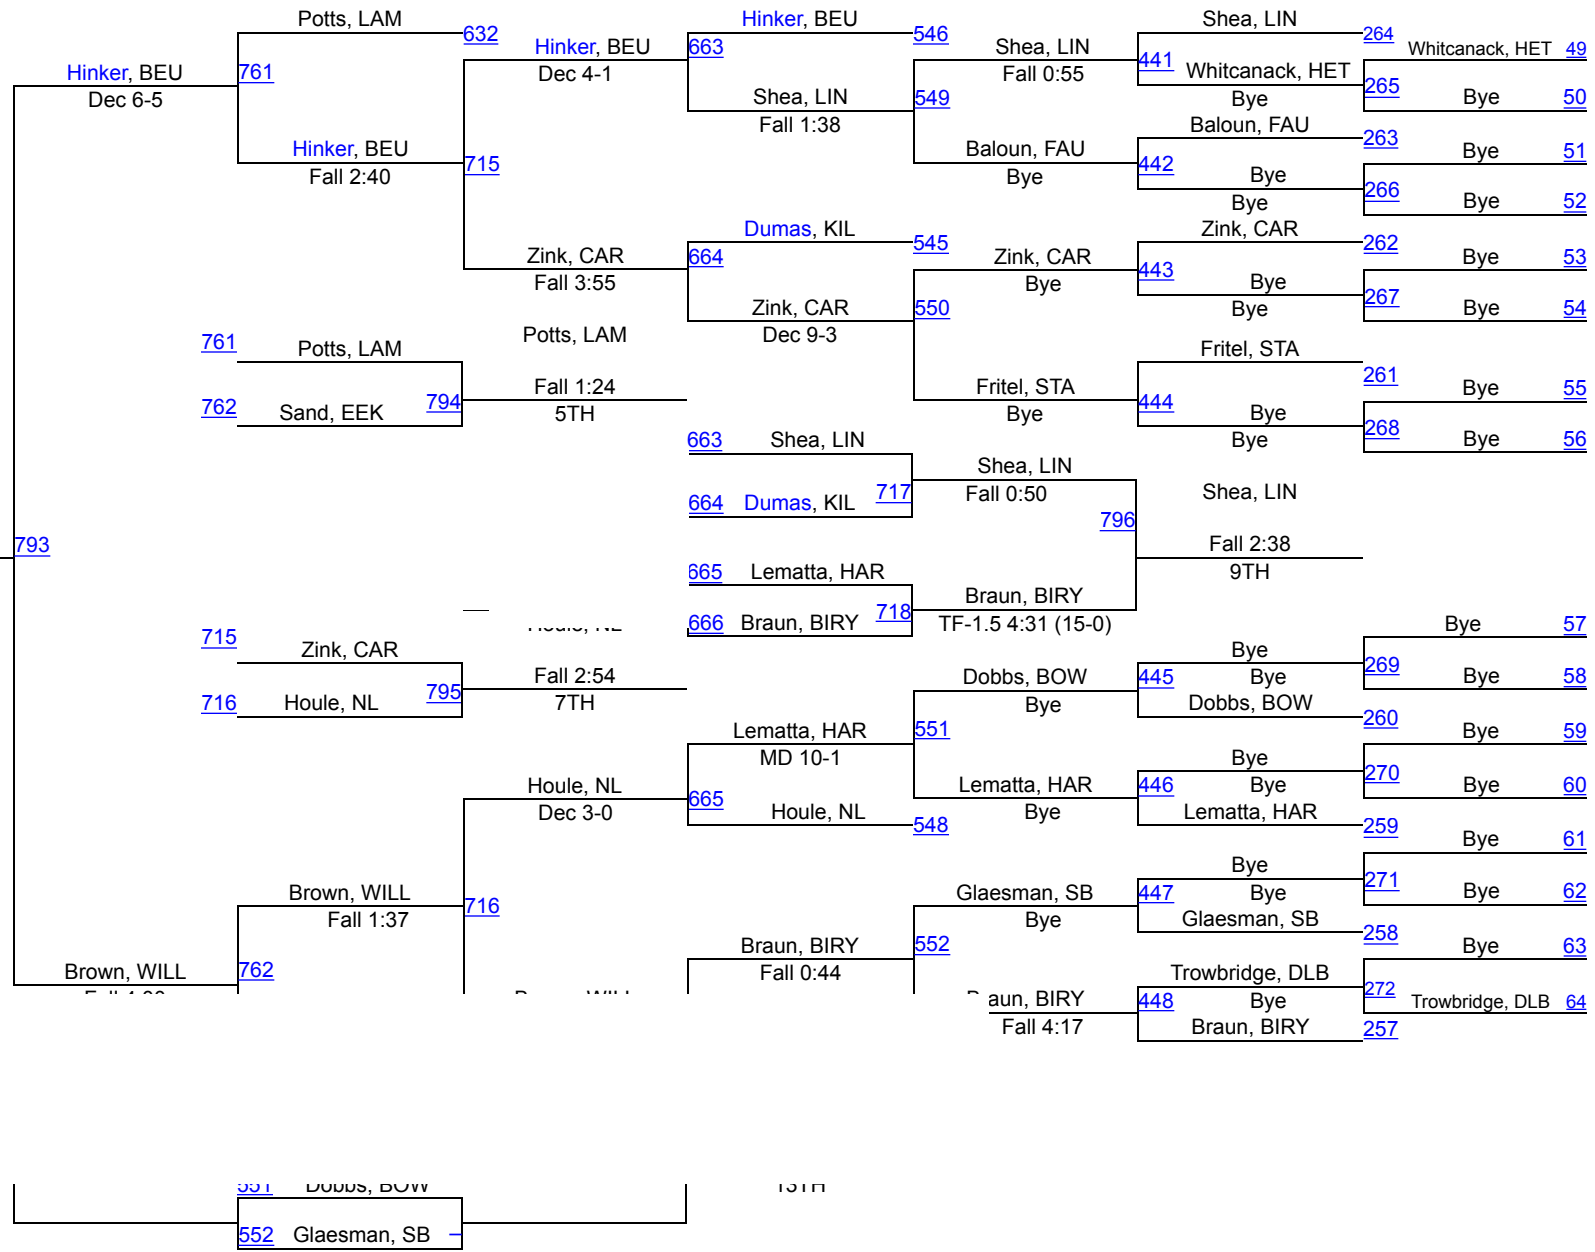 Potts, LAM
632
Hinker, BEU
Dec 6-5
761
Hinker, BEU
Fall 2:40
Hinker, BEU
Dec 4-1
715
Zink, CAR
Fall 3:55
Hinker, BEU
546
663
Shea, LIN
Fall 1:38
Dumas, KIL
545
664
Zink, CAR
Dec 9-3
Shea, LIN
Fall 0:55
549
Baloun, FAU
Bye
Zink, CAR
Bye
550
Fritel, STA
Bye
Shea, LIN
264
441
Whitcanack, HET
Bye
Baloun, FAU
263
442
Bye
Bye
Zink, CAR
262
443
Bye
Bye
Fritel, STA
261
444
Bye
Bye
Whitcanack, HET 49
265
Bye 50
Bye 51
266
Bye 52
Bye 53
267
Bye 54
Bye 55
268
Bye 56
761 Potts, LAM
762 Sand, EEK
794
Potts, LAM
Fall 1:24
5TH
663 Shea, LIN
664 Dumas, KIL
717
Shea, LIN
Fall 0:50
796
Shea, LIN
Fall 2:38
9TH
665 Lematta, HAR
666 Braun, BIRY
718
Braun, BIRY
TF-1.5 4:31 (15-0)
793
715 Zink, CAR
716 Houle, NL
795
Fall 2:54
7TH
Bye 57
269
Bye 58
Bye 59
270
Bye 60
Bye 61
271
Bye 62
Bye 63
272
Trowbridge, DLB 64
Bye
445
Bye
Dobbs, BOW
260
Bye
446
Bye
Lematta, HAR
259
Bye
447
Bye
Glaesman, SB
258
Trowbridge, DLB
448
Bye
Braun, BIRY
257
Dobbs, BOW
Bye
551
Lematta, HAR
Bye
Glaesman, SB
Bye
552
aun, BIRY
Fall 4:17
Lematta, HAR
MD 10-1
665
Houle, NL
548
Braun, BIRY
Fall 0:44
Houle, NL
Dec 3-0
716
Brown, WILL
Fall 1:37
762
Brown, WILL
551 Dobbs, BOW
13TH
552 Glaesman, SB